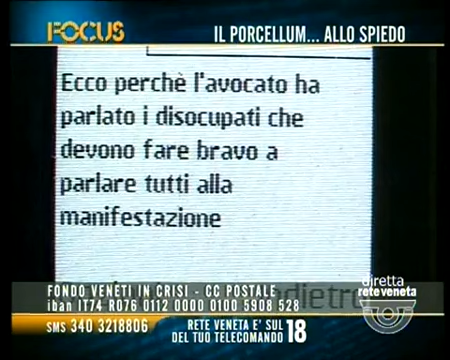 FOCUS
IL PORCELLUM... ALLO SPIEDO
Ecco perchè l'avocato ha
parlato i disocupati che
devono fare bravo a
parlare tutti alla
manifestazione
FONDO VENETI IN CRISI - CC POSTALE
iban IT74 R076 0112 0000 0100 5908 528
dietro
diretta
reteveneta
SMS 340 3218806
RETE VENETA E' SUL
DEL TUO TELECOMANDO 18